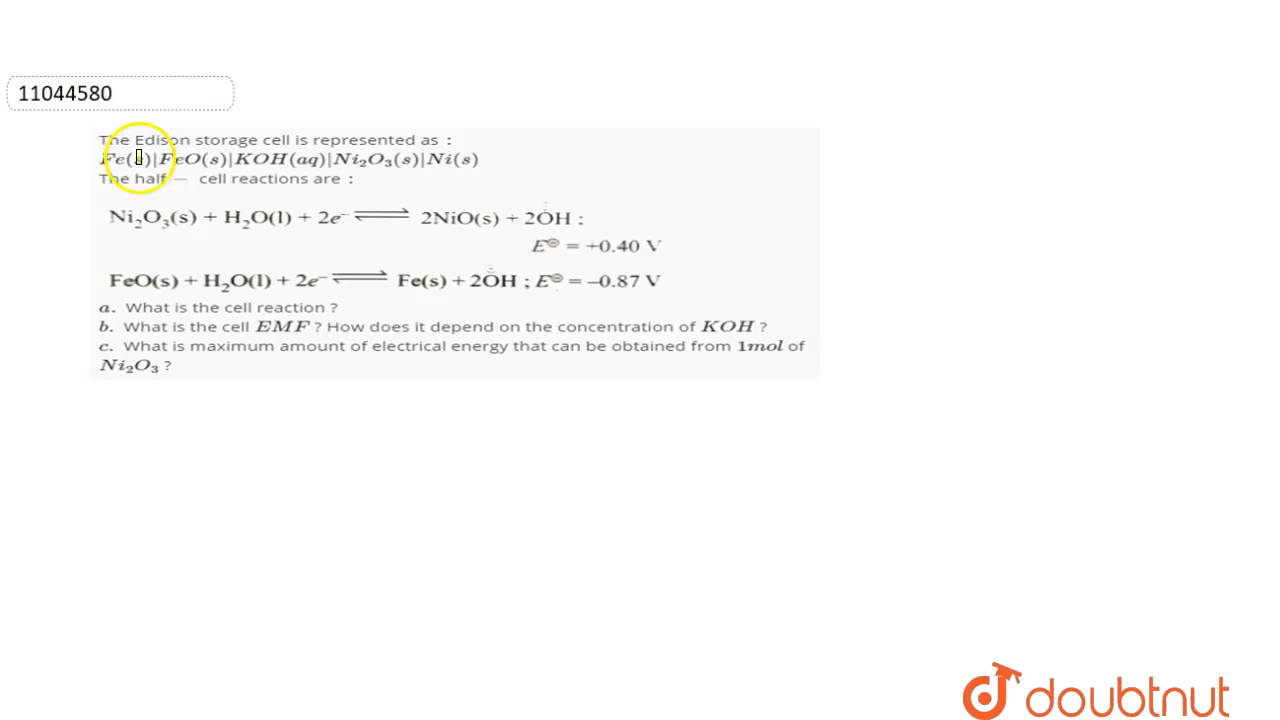 11044580
The Edison storage cell is represented as :
Fe(s)|FeO(s)|KOH(aq)|Ni₂O₃(s)|Ni(s)
The half — cell reactions are :
Ni₂O₃(s) + H₂O(l) + 2e⁻ ⇌ 2NiO(s) + 2ŌH :
E⊖ = +0.40 V
FeO(s) + H₂O(l) + 2e⁻ ⇌ Fe(s) + 2ŌH ; E⊖ = –0.87 V
a. What is the cell reaction ?
b. What is the cell EMF ? How does it depend on the concentration of KOH ?
c. What is maximum amount of electrical energy that can be obtained from 1mol of
Ni₂O₃ ?
doubtnut